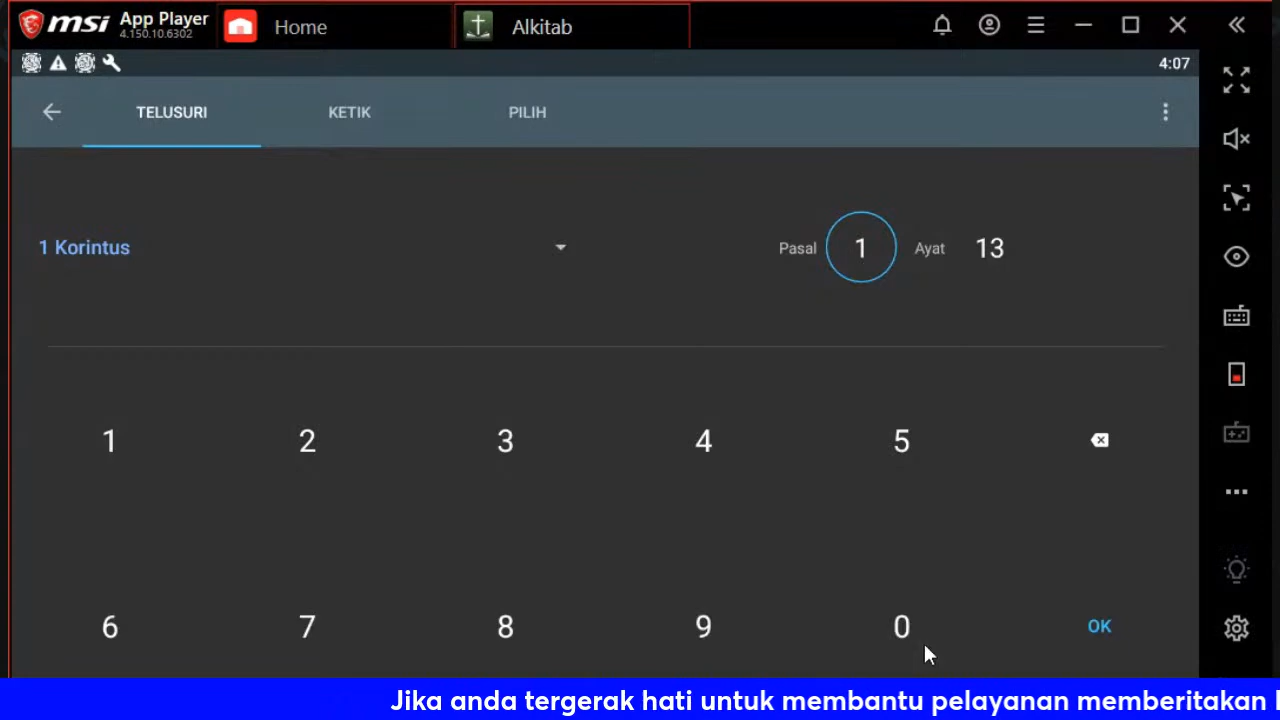 msi App Player
4.150.10.6302
Home
Alkitab
4:07
TELUSURI
KETIK
PILIH
1 Korintus
Pasal 1 Ayat 13
1 2 3 4 5
6 7 8 9 0 OK
Jika anda tergerak hati untuk membantu pelayanan memberitakan